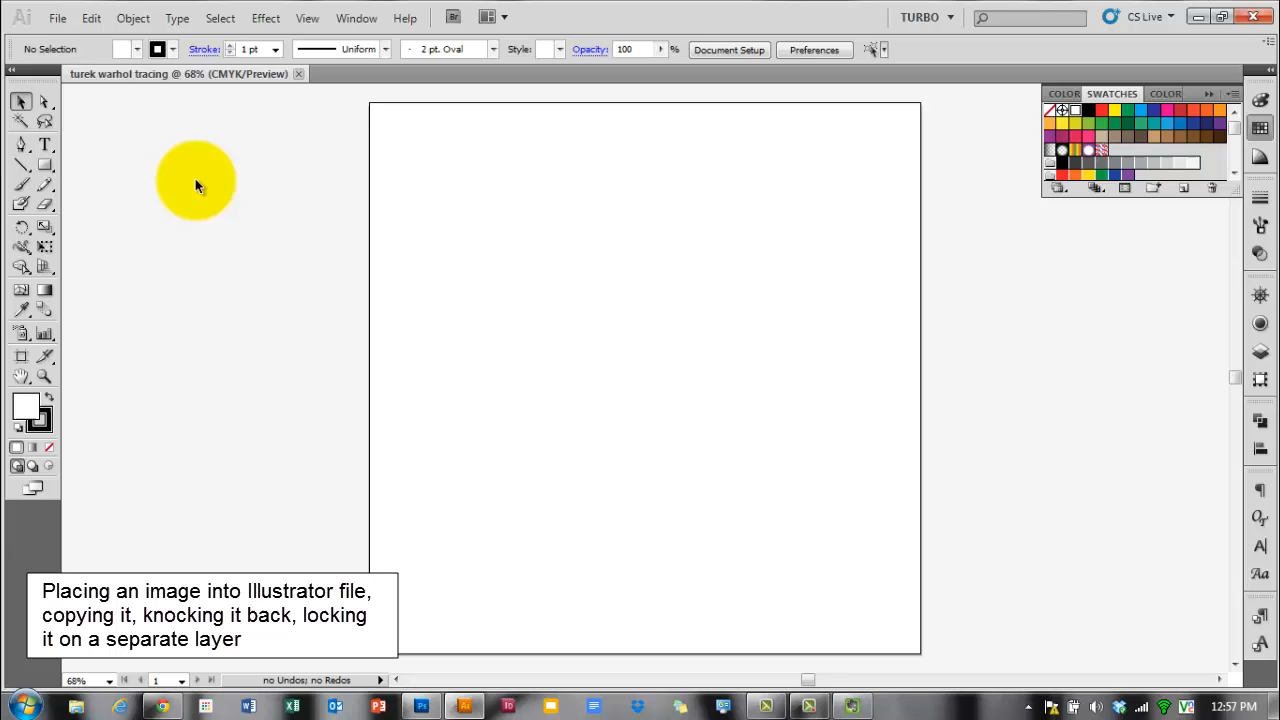 Ai File Edit Object Type Select Effect View Window Help Br TURBO CS Live
No Selection Stroke: 1 pt Uniform 2 pt. Oval Style: Opacity: 100 % Document Setup Preferences
turek warhol tracing @ 68% (CMYK/Preview)
COLOR SWATCHES COLOR
Placing an image into Illustrator file,
copying it, knocking it back, locking
it on a separate layer
68% 1 no Undos; no Redos
12:57 PM